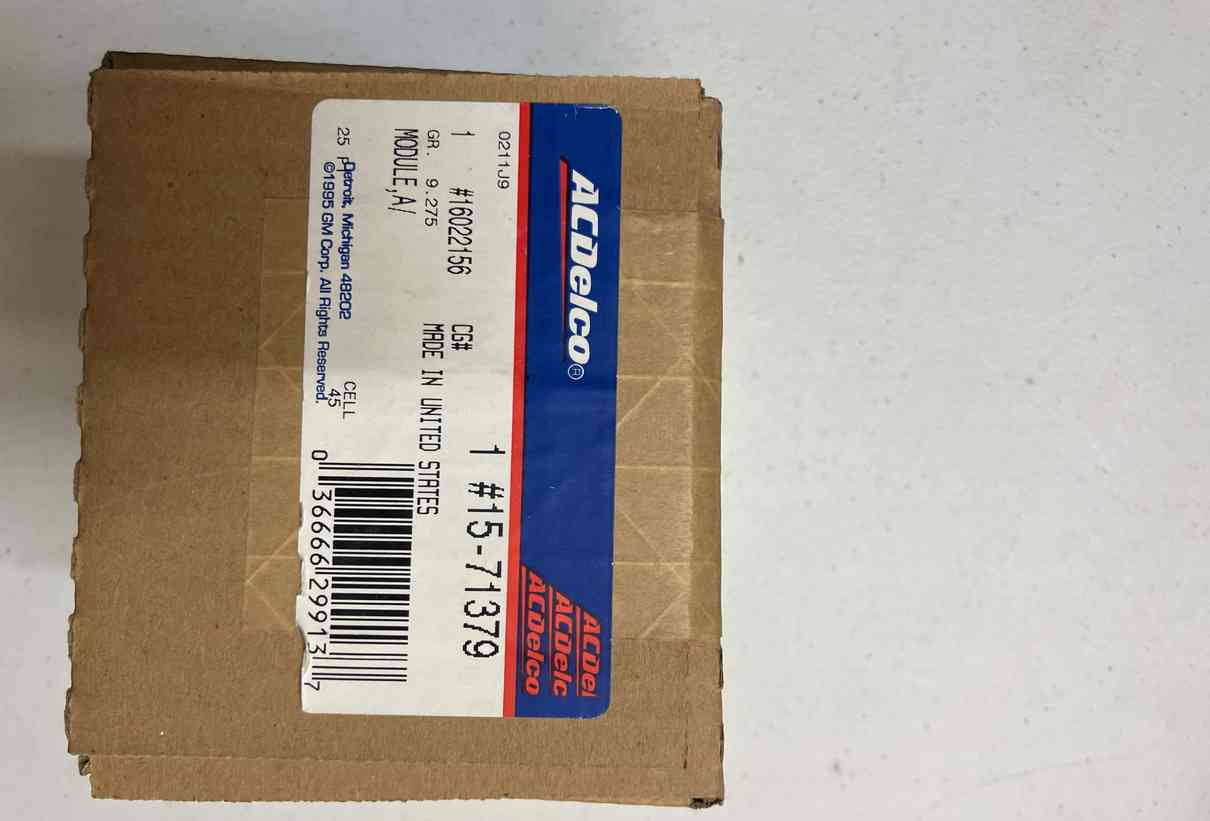 ACDelco®
ACDel
ACDelc
ACDelco
0211J9
1 #15-71379
1 #16022156 CG#
GR. 9.275 MADE IN UNITED STATES
MODULE,A/
25
Detroit, Michigan 48202
©1995 GM Corp. All Rights Reserved.
CELL
45
0 36666 29913 7